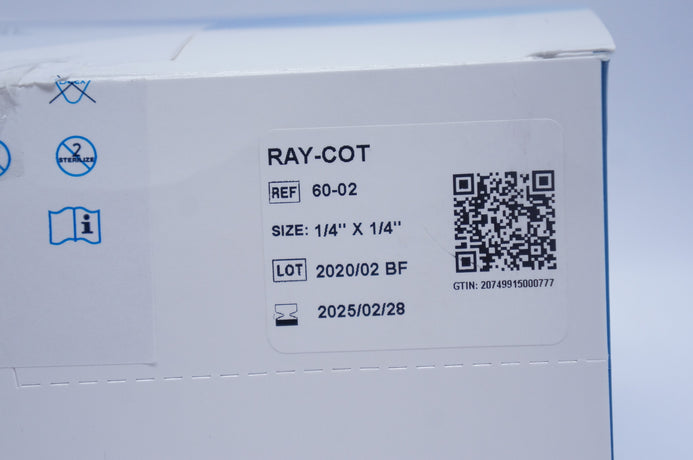 2
STERILIZE
i
RAY-COT
REF 60-02
SIZE: 1/4" X 1/4"
LOT 2020/02 BF
2025/02/28
GTIN: 20749915000777